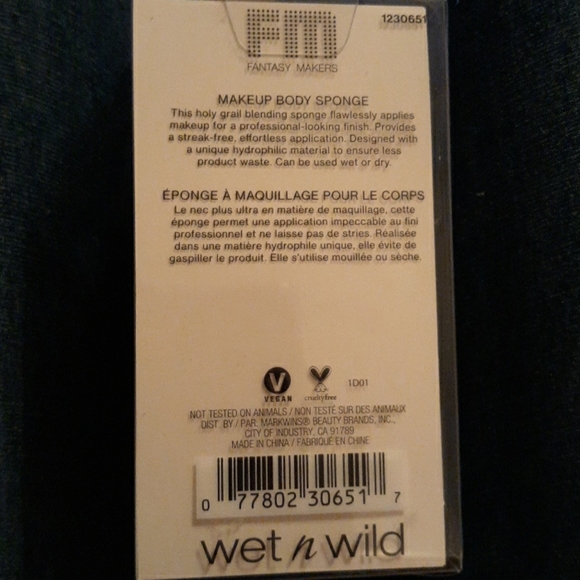 FM
1230651
FANTASY MAKERS
MAKEUP BODY SPONGE
This holy grail blending sponge flawlessly applies
makeup for a professional-looking finish. Provides
a streak-free, effortless application. Designed with
a unique hydrophilic material to ensure less
product waste. Can be used wet or dry.
ÉPONGE À MAQUILLAGE POUR LE CORPS
Le nec plus ultra en matière de maquillage, cette
éponge permet une application impeccable au fini
professionnel et ne laisse pas de stries. Réalisée
dans une matière hydrophile unique, elle évite de
gaspiller le produit. Elle s'utilise mouillée ou sèche.
V
VEGAN
crueltyfree
1D01
NOT TESTED ON ANIMALS / NON TESTÉ SUR DES ANIMAUX
DIST. BY / PAR. MARKWINS® BEAUTY BRANDS, INC.,
CITY OF INDUSTRY, CA 91789
MADE IN CHINA / FABRIQUÉ EN CHINE
0 77802 30651 7
wet n wild